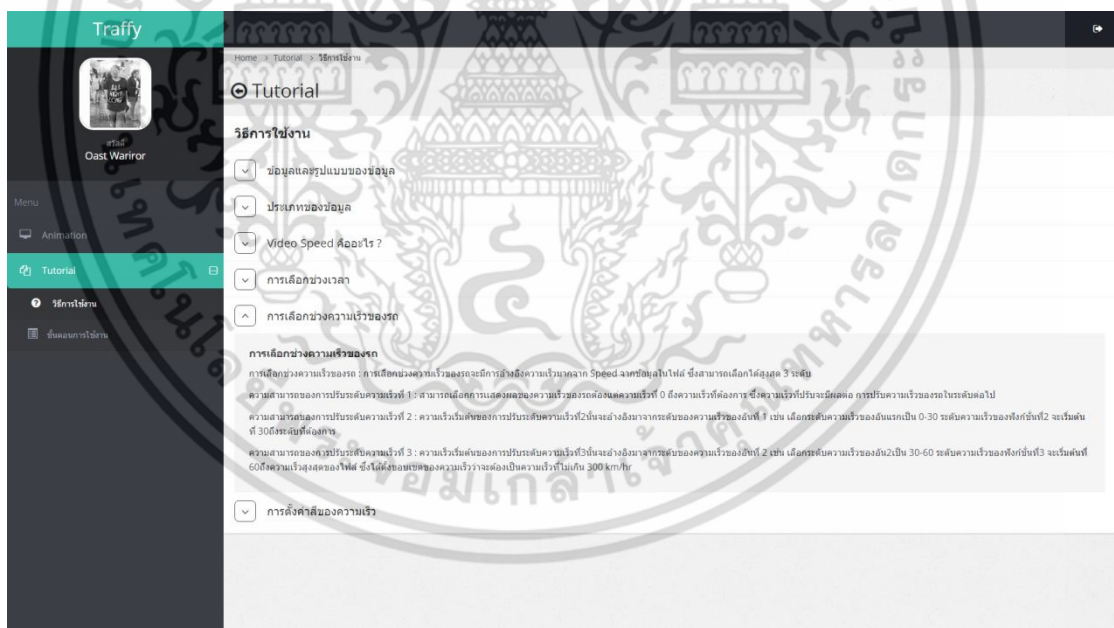 Traffy
Home > Tutorial > วิธีการใช้งาน
Tutorial
สวัสดี
Oast Wariror
Menu
Animation
Tutorial
วิธีการใช้งาน
ขั้นตอนการใช้งาน
วิธีการใช้งาน
ข้อมูลและรูปแบบของข้อมูล
ประเภทของข้อมูล
Video Speed คืออะไร ?
การเลือกช่วงเวลา
การเลือกช่วงความเร็วของรถ
การเลือกช่วงความเร็วของรถ
การเลือกช่วงความเร็วของรถ : การเลือกช่วงความเร็วของรถจะมีการอ้างอิงความเร็วมาจาก Speed จากข้อมูลในไฟล์ ซึ่งสามารถเลือกได้สูงสุด 3 ระดับ
ความสามารถของการปรับระดับความเร็วที่ 1 : สามารถเลือกการแสดงผลของความเร็วของรถตั้งแต่ความเร็วที่ 0 ถึงความเร็วที่ต้องการ ซึ่งความเร็วที่ปรับจะมีผลต่อ การปรับความเร็วของรถในระดับต่อไป
ความสามารถของการปรับระดับความเร็วที่ 2 : ความเร็วเริ่มต้นของการปรับระดับความเร็วที่2นั้นจะอ้างอิงมาจากระดับของความเร็วของอันที่ 1 เช่น เลือกระดับความเร็วของอันแรกเป็น 0-30 ระดับความเร็วของฟังก์ชั่นที่2 จะเริ่มต้น
ที่ 30ถึงระดับที่ต้องการ
ความสามารถของการปรับระดับความเร็วที่ 3 : ความเร็วเริ่มต้นของการปรับระดับความเร็วที่3นั้นจะอ้างอิงมาจากระดับของความเร็วของอันที่ 2 เช่น เลือกระดับความเร็วของอัน2เป็น 30-60 ระดับความเร็วของฟังก์ชั่นที่3 จะเริ่มต้นที่
60ถึงความเร็วสูงสุดของไฟล์ ซึ่งได้ตั้งขอบเขตของความเร็วว่าจะต้องเป็นความเร็วที่ไม่เกิน 300 km/hr
การตั้งค่าสีของความเร็ว